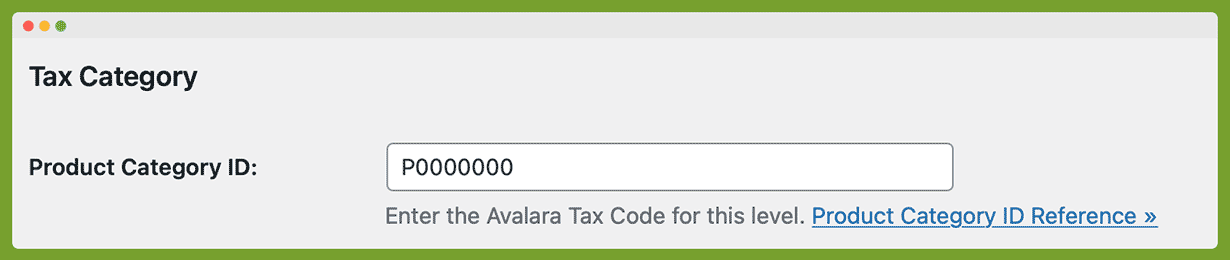 Tax Category
Product Category ID: P0000000
Enter the Avalara Tax Code for this level. Product Category ID Reference »